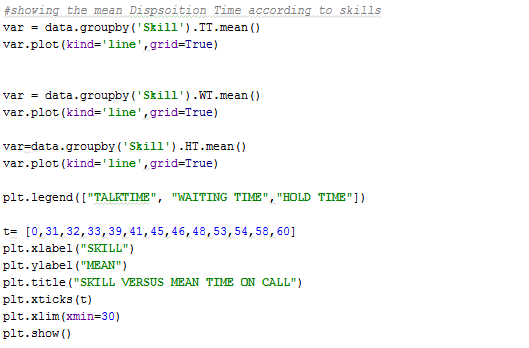 #showing the mean Dispsoition Time according to skills
var = data.groupby('Skill').TT.mean()
var.plot(kind='line',grid=True)
var = data.groupby('Skill').WT.mean()
var.plot(kind='line',grid=True)
var=data.groupby('Skill').HT.mean()
var.plot(kind='line',grid=True)
plt.legend(["TALKTIME", "WAITING TIME","HOLD TIME"])
t= [0,31,32,33,39,41,45,46,48,53,54,58,60]
plt.xlabel("SKILL")
plt.ylabel("MEAN")
plt.title("SKILL VERSUS MEAN TIME ON CALL")
plt.xticks(t)
plt.xlim(xmin=30)
plt.show()